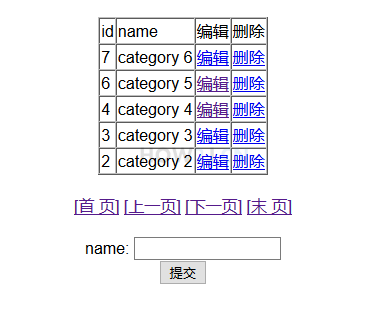 id name 编辑 删除
7 category 6 编辑 删除
6 category 5 编辑 删除
4 category 4 编辑 删除
3 category 3 编辑 删除
2 category 2 编辑 删除
[首 页] [上一页] [下一页] [末 页]
name:
提交